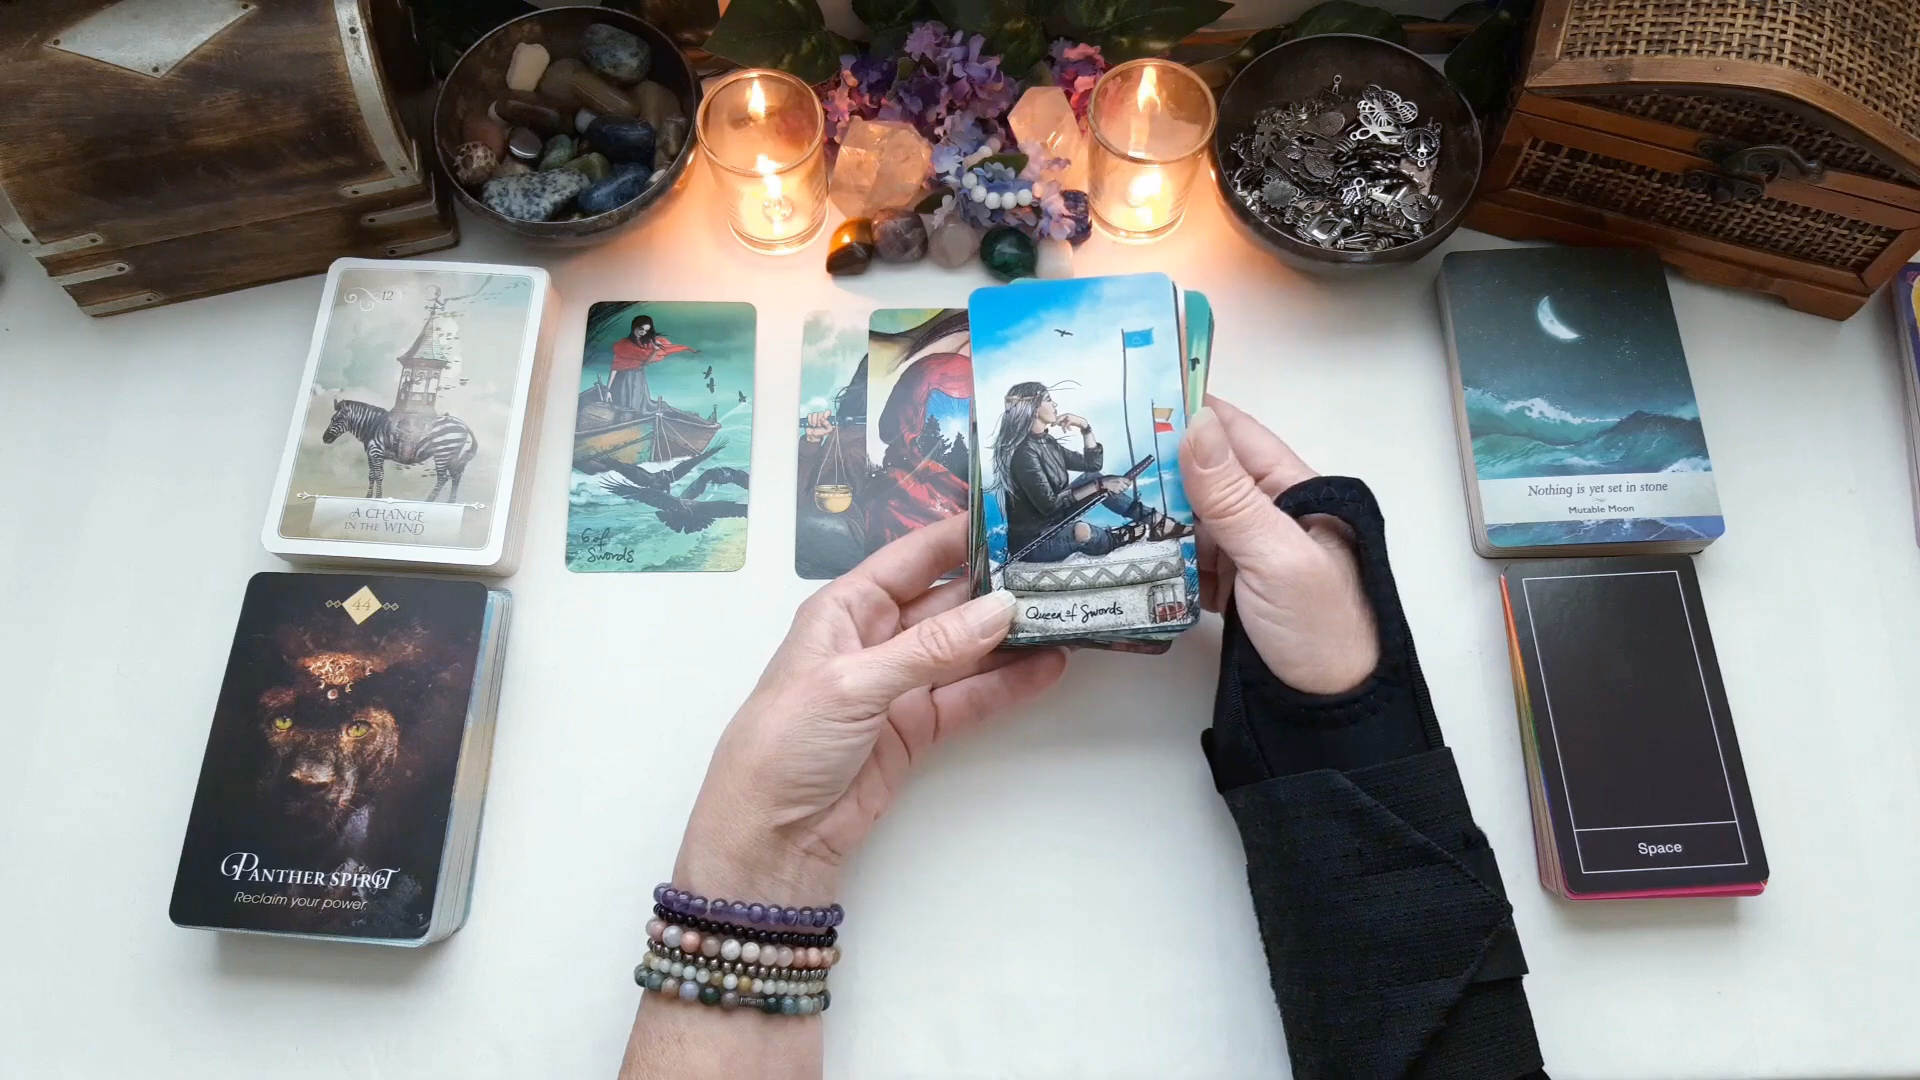 12
A CHANGE
IN THE WIND
6 of
Swords
Queen of Swords
Nothing is yet set in stone
Mutable Moon
44
PANTHER SPIRIT
Reclaim your power.
Space